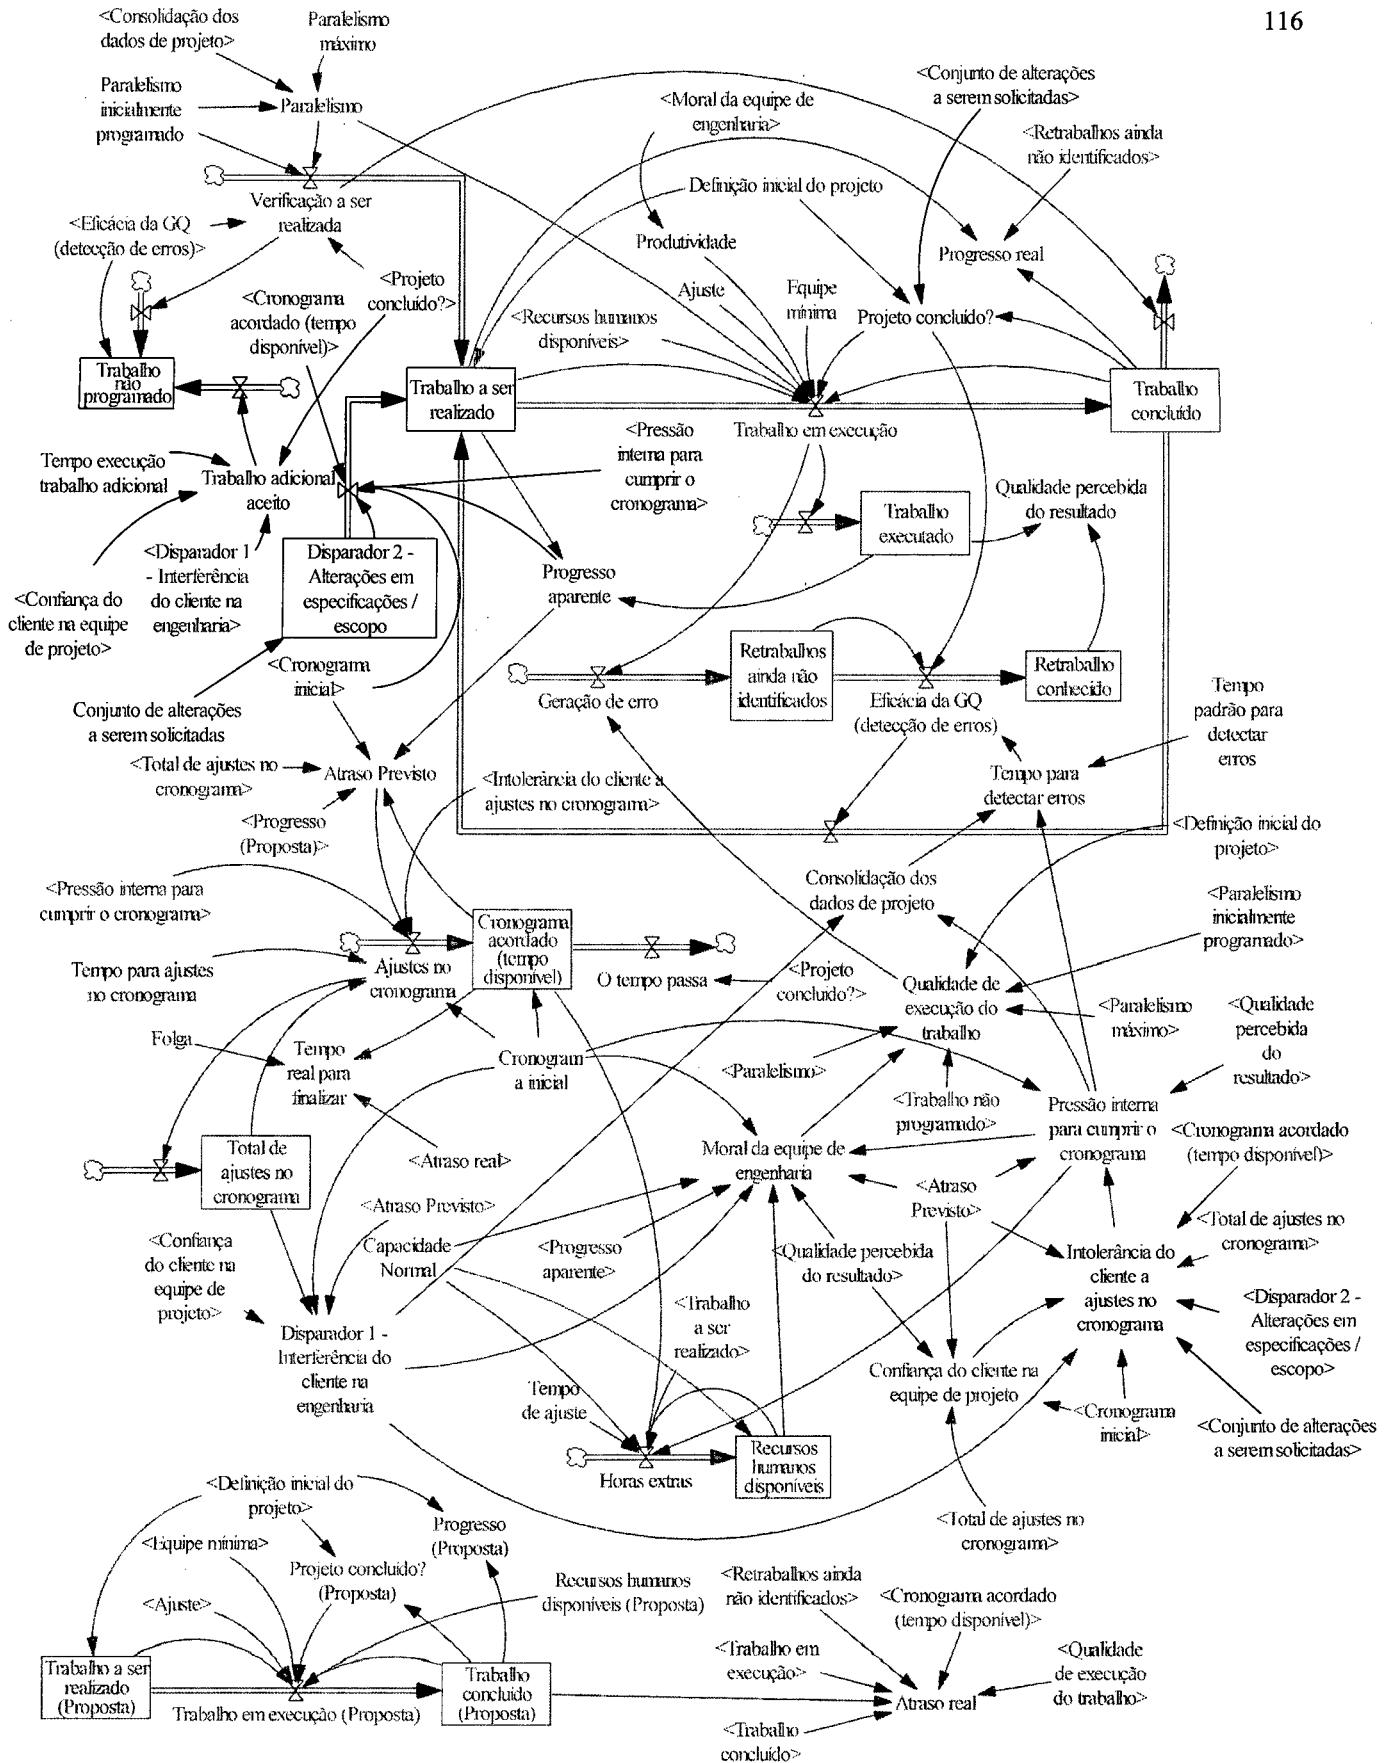 116
<Consolidação dos
dados de projeto>
Paralelismo
máximo
Paralelismo
inicialmente
programado
Paralelismo
<Moral da equipe de
engenharia>
<Conjunto de alterações
a serem solicitadas>
<Retrabalhos ainda
não identificados>
Verificação a ser
realizada
Definição inicial do projeto
<Eficácia da GQ
(detecção de erros)>
Produtividade
Progresso real
<Projeto
concluído?>
<Cronograma
acordado (tempo
disponível)>
Ajuste
Equipe
mínima
<Recursos humanos
disponíveis>
Projeto concluído?
Trabalho
não
programado
Trabalho a ser
realizado
Trabalho
concluído
Trabalho em execução
<Pressão
interna para
cumprir o
cronograma>
Tempo execução
trabalho adicional
Trabalho adicional
aceito
Qualidade percebida
do resultado
Trabalho
executado
<Disparador 1
- Interferência
do cliente na
engenharia>
Disparador 2 -
Alterações em
especificações /
escopo
Progresso
aparente
<Confiança do
cliente na equipe
de projeto>
<Cronograma
inicial>
Retrabalhos
ainda não
identificados
Retrabalho
conhecido
Geração de erro
Eficácia da GQ
(detecção de erros)
Tempo
padrão para
detectar
erros
Conjunto de alterações
a serem solicitadas
<Total de ajustes no
cronograma>
Atraso Previsto
<Intolerância do cliente a
ajustes no cronograma>
Tempo para
detectar erros
<Progresso
(Proposta)>
<Definição inicial do
projeto>
<Pressão interna para
cumprir o cronograma>
Consolidação dos
dados de projeto
<Paralelismo
inicialmente
programado>
Cronograma
acordado
(tempo
disponível)
Tempo para ajustes
no cronograma
Ajustes no
cronograma
O tempo passa
<Projeto
concluído?>
Qualidade de
execução do
trabalho
<Paralelismo
máximo>
<Qualidade
percebida
do
resultado>
Folga
Tempo
real para
finalizar
Cronogram
a inicial
<Paralelismo>
<Trabalho não
programado>
Pressão interna
para cumprir o
cronograma
Total de
ajustes no
cronograma
<Atraso real>
Moral da equipe de
engenharia
<Cronograma acordado
(tempo disponível)>
<Atraso
Previsto>
<Atraso Previsto>
<Total de ajustes no
cronograma>
<Confiança
do cliente na
equipe de
projeto>
Capacidade
Normal
<Progresso
aparente>
<Qualidade percebida
do resultado>
Intolerância do
cliente a
ajustes no
cronograma
<Disparador 2 -
Alterações em
especificações /
escopo>
Disparador 1 -
Interferência do
cliente na
engenharia
<Trabalho
a ser
realizado>
Confiança do cliente na
equipe de projeto
Tempo
de ajuste
<Cronograma
inicial>
<Conjunto de alterações
a serem solicitadas>
Horas extras
Recursos
humanos
disponíveis
<Definição inicial do
projeto>
Progresso
(Proposta)
<Total de ajustes no
cronograma>
<Equipe mínima>
Projeto concluído?
(Proposta)
<Ajuste>
Recursos humanos
disponíveis (Proposta)
<Retrabalhos ainda
não identificados>
<Cronograma acordado
(tempo disponível)>
Trabalho a ser
realizado
(Proposta)
Trabalho em execução (Proposta)
Trabalho
concluído
(Proposta)
<Trabalho em
execução>
<Qualidade
de execução
do trabalho>
Atraso real
<Trabalho
concluído>